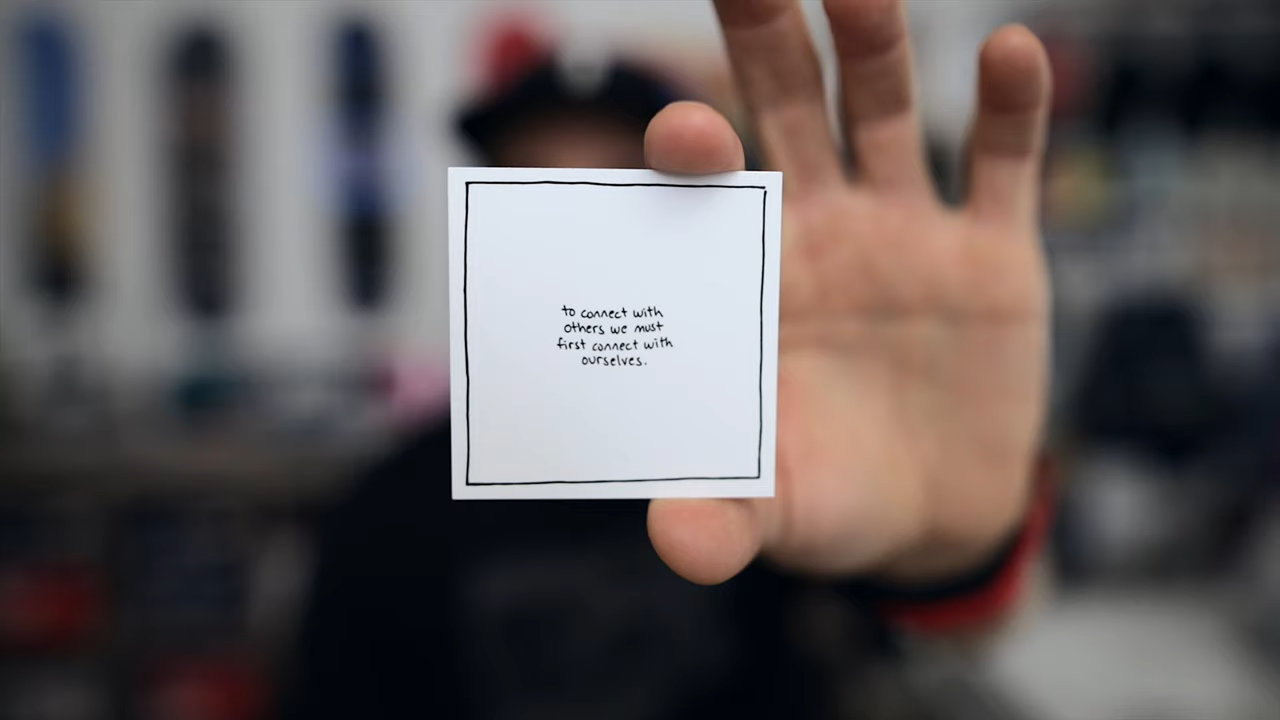 to connect with
others we must
first connect with
ourselves.